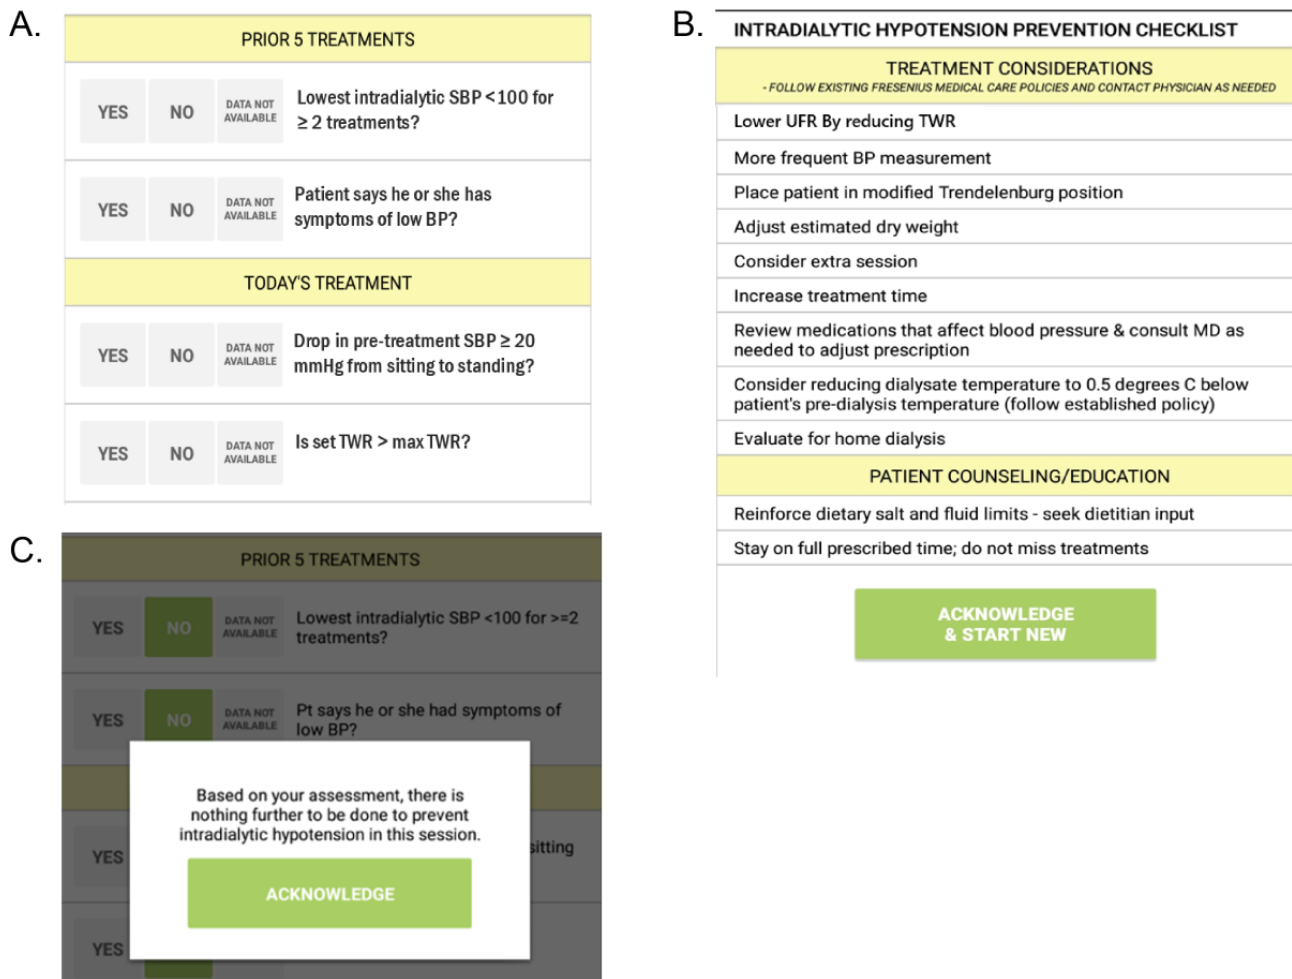 A.
PRIOR 5 TREATMENTS
YES NO DATA NOT
AVAILABLE
Lowest intradialytic SBP <100 for
≥ 2 treatments?
YES NO DATA NOT
AVAILABLE
Patient says he or she has
symptoms of low BP?
TODAY'S TREATMENT
YES NO DATA NOT
AVAILABLE
Drop in pre-treatment SBP ≥ 20
mmHg from sitting to standing?
YES NO DATA NOT
AVAILABLE
Is set TWR > max TWR?
B.
INTRADIALYTIC HYPOTENSION PREVENTION CHECKLIST
TREATMENT CONSIDERATIONS
- FOLLOW EXISTING FRESENIUS MEDICAL CARE POLICIES AND CONTACT PHYSICIAN AS NEEDED
Lower UFR By reducing TWR
More frequent BP measurement
Place patient in modified Trendelenburg position
Adjust estimated dry weight
Consider extra session
Increase treatment time
Review medications that affect blood pressure & consult MD as
needed to adjust prescription
Consider reducing dialysate temperature to 0.5 degrees C below
patient's pre-dialysis temperature (follow established policy)
Evaluate for home dialysis
PATIENT COUNSELING/EDUCATION
Reinforce dietary salt and fluid limits - seek dietitian input
Stay on full prescribed time; do not miss treatments
ACKNOWLEDGE
& START NEW
C.
PRIOR 5 TREATMENTS
YES NO DATA NOT
AVAILABLE
Lowest intradialytic SBP <100 for >=2
treatments?
YES NO DATA NOT
AVAILABLE
Pt says he or she had symptoms of
low BP?
YES
sitting
Based on your assessment, there is
nothing further to be done to prevent
intradialytic hypotension in this session.
ACKNOWLEDGE
YES